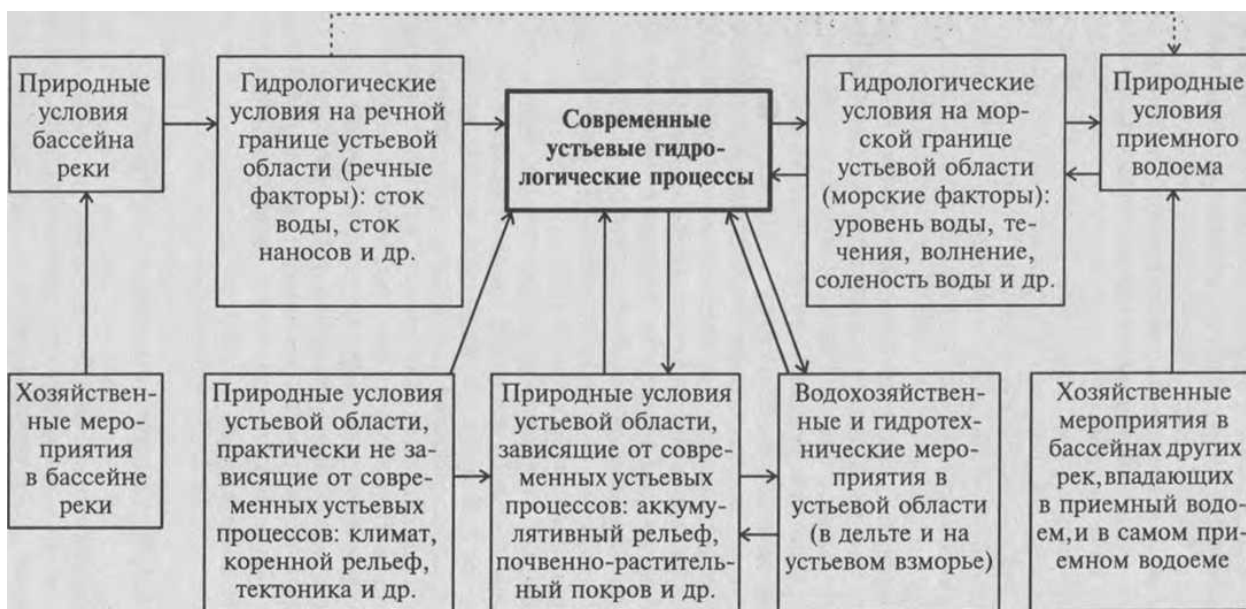 Природные
условия
бассейна
реки
Гидрологические
условия на речной
границе устьевой
области (речные
факторы): сток
воды, сток
наносов и др.
Современные
устьевые гидро-
логические процессы
Гидрологические
условия на мор-
ской границе
устьевой области
(морские факторы):
уровень воды, те-
чения, волнение,
соленость воды и др.
Природные
условия
приемного
водоема
Хозяйствен-
ные меро-
приятия
в бассейне
реки
Природные условия
устьевой области,
практически не за-
висящие от совре-
менных устьевых
процессов: климат,
коренной рельеф,
тектоника и др.
Природные условия
устьевой области,
зависящие от совре-
менных устьевых
процессов: аккуму-
лятивный рельеф,
почвенно-раститель-
ный покров и др.
Водохозяйствен-
ные и гидротех-
нические меро-
приятия в
устьевой области
(в дельте и на
устьевом взморье)
Хозяйственные
мероприятия в
бассейнах других
рек, впадающих
в приемный водо-
ем, и в самом при-
емном водоеме